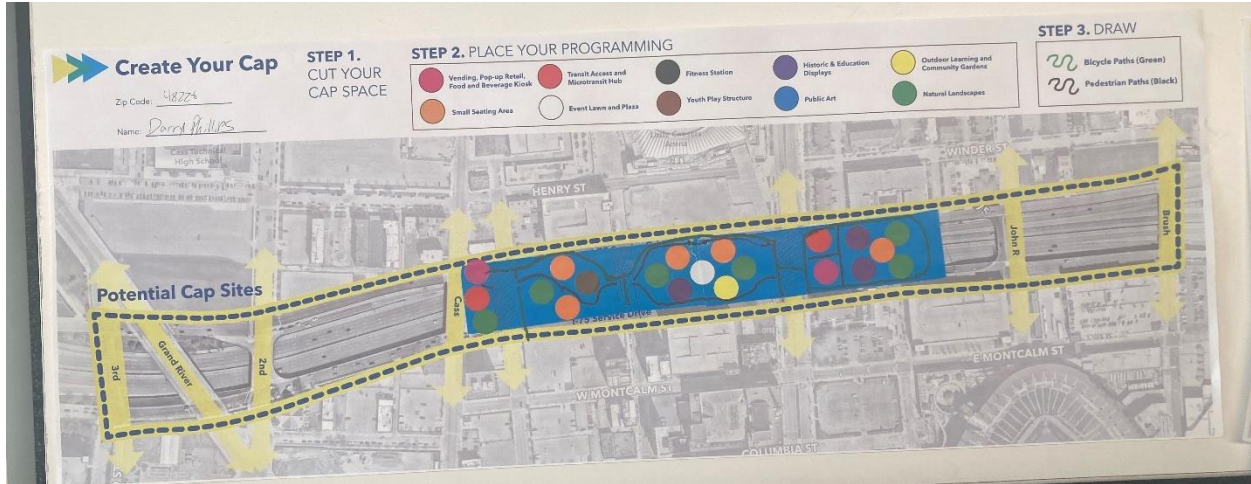 Create Your Cap
Zip Code: 48228
Name: Darryl Phillips
STEP 1.
CUT YOUR
CAP SPACE
STEP 2. PLACE YOUR PROGRAMMING
Vending, Pop-up Retail,
Food and Beverage Kiosk
Transit Access and
Microtransit Hub
Fitness Station
Historic & Education
Displays
Outdoor Learning and
Community Gardens
Small Seating Area
Event Lawn and Plaza
Youth Play Structure
Public Art
Natural Landscapes
STEP 3. DRAW
Bicycle Paths (Green)
Pedestrian Paths (Black)
Cass Technical
High School
Arena
WINDER ST
HENRY ST
Potential Cap Sites
3rd
Grand River
2nd
Cass
John R
Brush
I-75 Service Drive
W MONTCALM ST
E MONTCALM ST
COLUMBIA ST